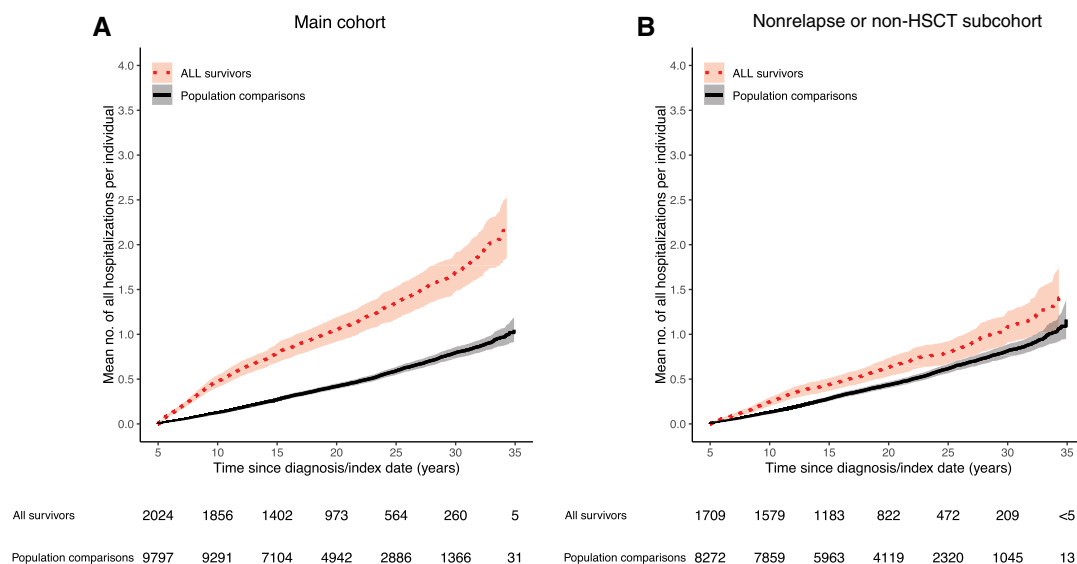 A
Main cohort
Mean no. of all hospitalizations per individual
4.0
3.5
3.0
2.5
2.0
1.5
1.0
0.5
0.0
ALL survivors
Population comparisons
5 10 15 20 25 30 35
Time since diagnosis/index date (years)
All survivors 2024 1856 1402 973 564 260 5
Population comparisons 9797 9291 7104 4942 2886 1366 31
B
Nonrelapse or non-HSCT subcohort
Mean no. of all hospitalizations per individual
4.0
3.5
3.0
2.5
2.0
1.5
1.0
0.5
0.0
ALL survivors
Population comparisons
5 10 15 20 25 30 35
Time since diagnosis/index date (years)
All survivors 1709 1579 1183 822 472 209 <5
Population comparisons 8272 7859 5963 4119 2320 1045 13